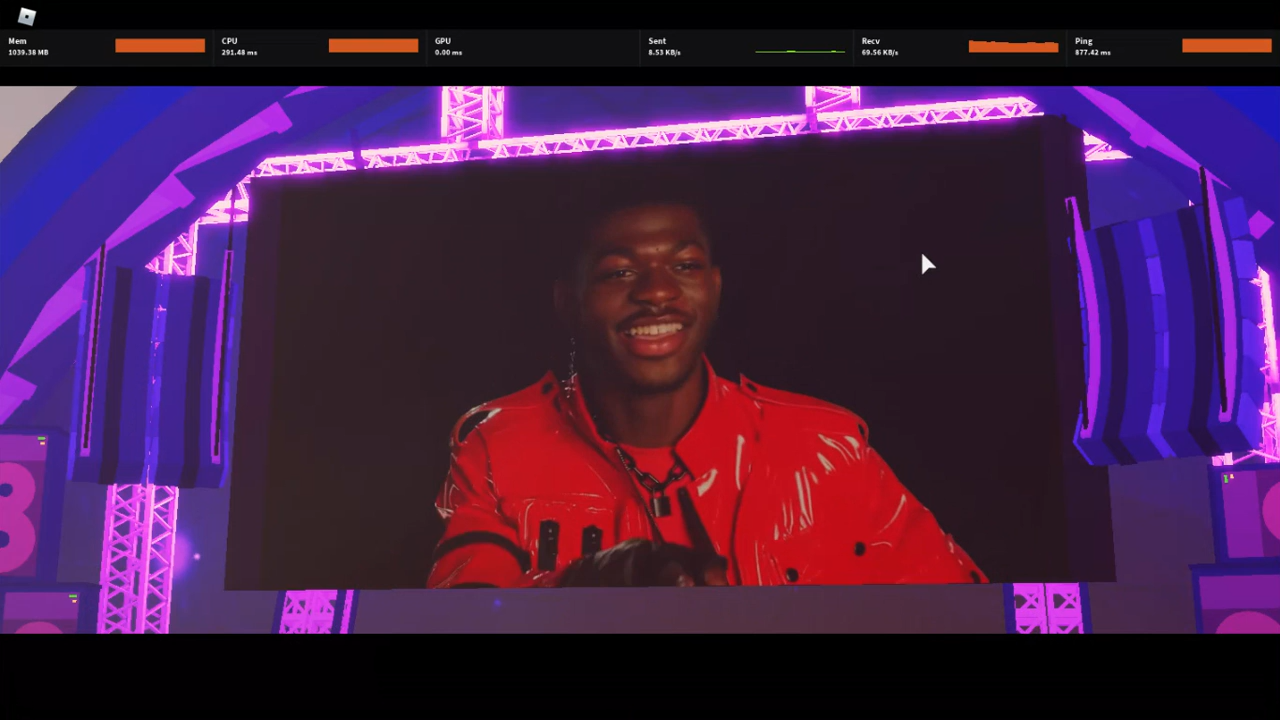 Mem
1039.38 MB
CPU
291.48 ms
GPU
0.00 ms
Sent
8.53 KB/s
Recv
69.56 KB/s
Ping
877.42 ms